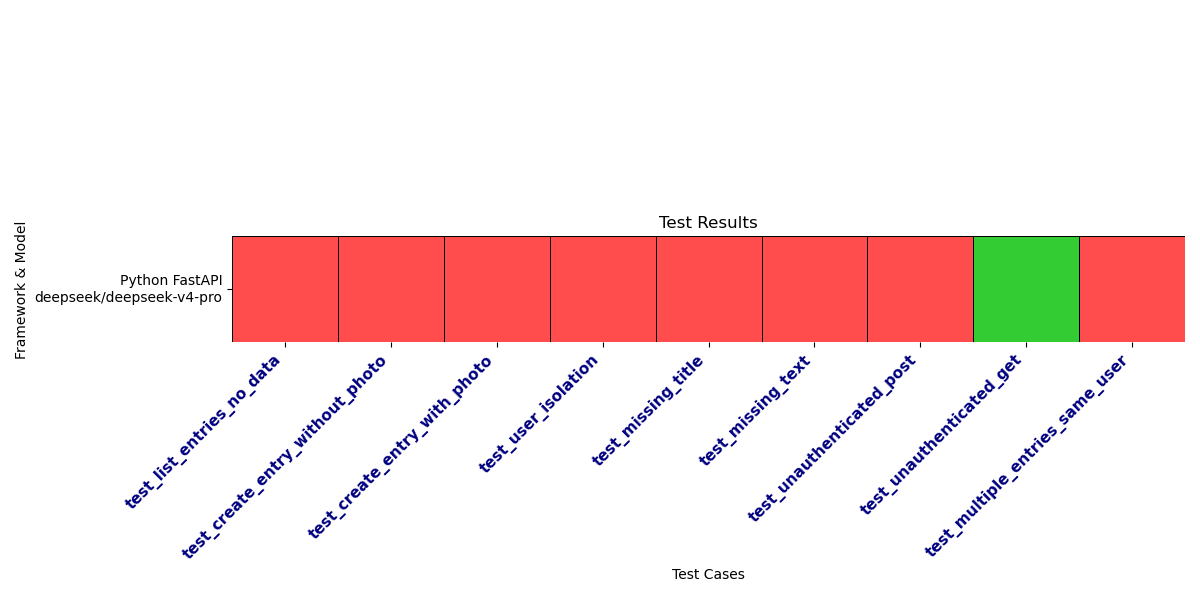 Test Results
Framework & Model
Python FastAPI
deepseek/deepseek-v4-pro
test_list_entries_no_data
test_create_entry_without_photo
test_create_entry_with_photo
test_user_isolation
test_missing_title
test_missing_text
test_unauthenticated_post
test_unauthenticated_get
test_multiple_entries_same_user
Test Cases